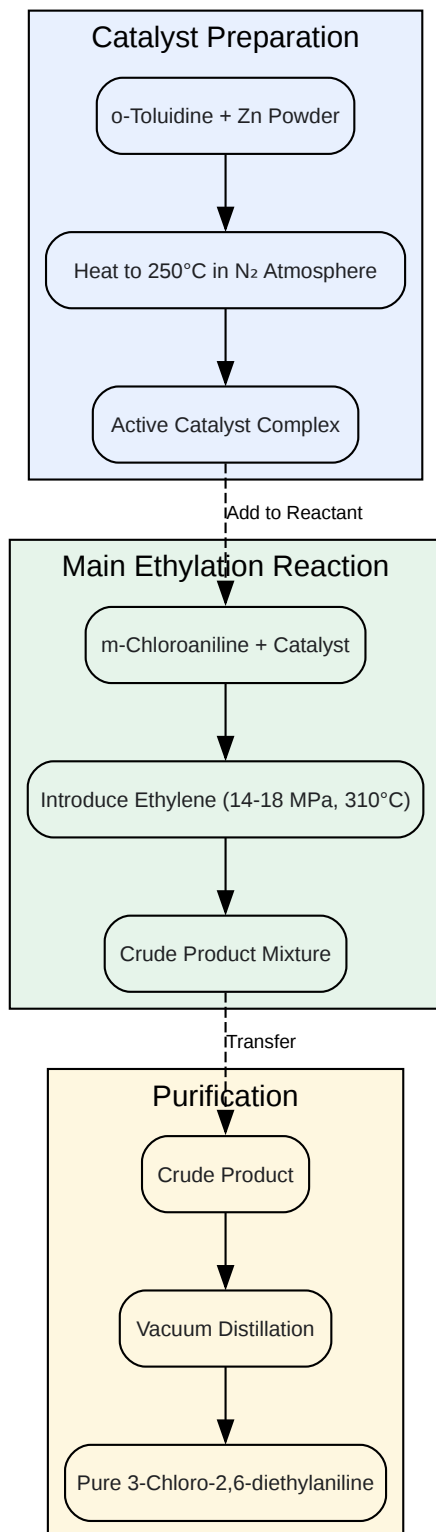 Catalyst Preparation
o-Toluidine + Zn Powder
Heat to 250°C in N₂ Atmosphere
Active Catalyst Complex
Add to Reactant
Main Ethylation Reaction
m-Chloroaniline + Catalyst
Introduce Ethylene (14-18 MPa, 310°C)
Crude Product Mixture
Transfer
Purification
Crude Product
Vacuum Distillation
Pure 3-Chloro-2,6-diethylaniline